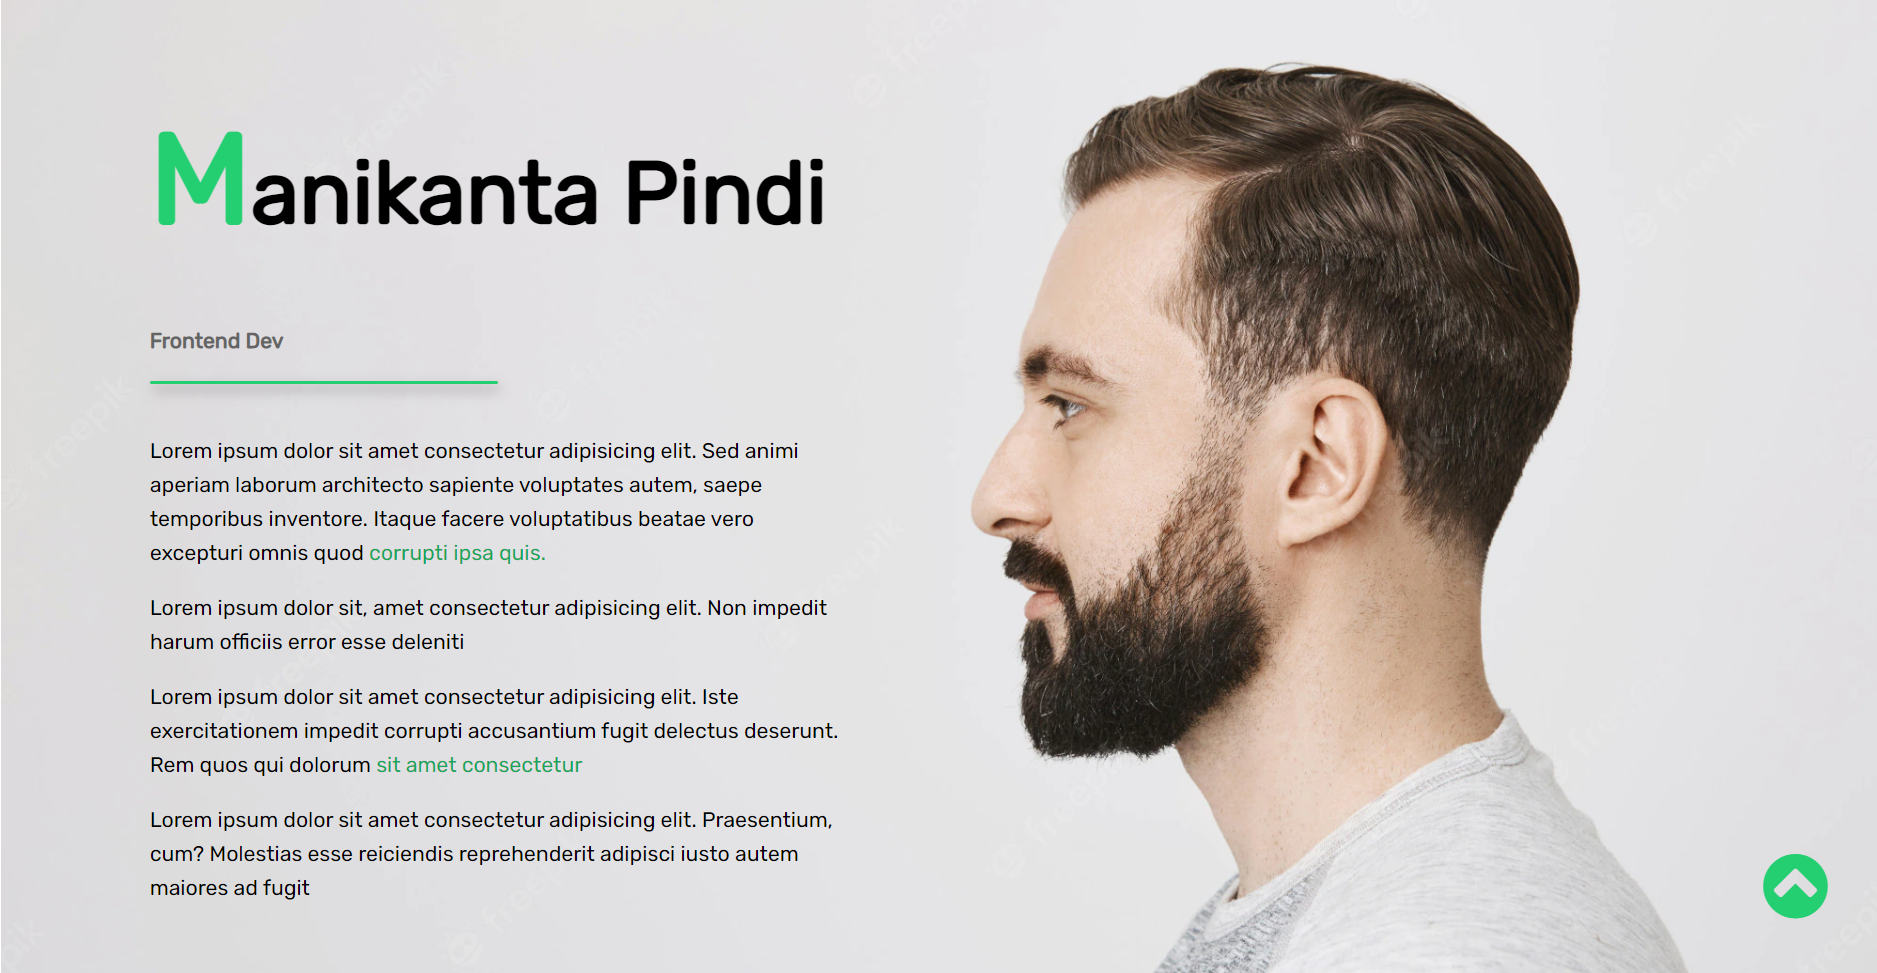 Manikanta Pindi
Frontend Dev
Lorem ipsum dolor sit amet consectetur adipisicing elit. Sed animi
aperiam laborum architecto sapiente voluptates autem, saepe
temporibus inventore. Itaque facere voluptatibus beatae vero
excepturi omnis quod corrupti ipsa quis.
Lorem ipsum dolor sit, amet consectetur adipisicing elit. Non impedit
harum officiis error esse deleniti
Lorem ipsum dolor sit amet consectetur adipisicing elit. Iste
exercitationem impedit corrupti accusantium fugit delectus deserunt.
Rem quos qui dolorum sit amet consectetur
Lorem ipsum dolor sit amet consectetur adipisicing elit. Praesentium,
cum? Molestias esse reiciendis reprehenderit adipisci iusto autem
maiores ad fugit